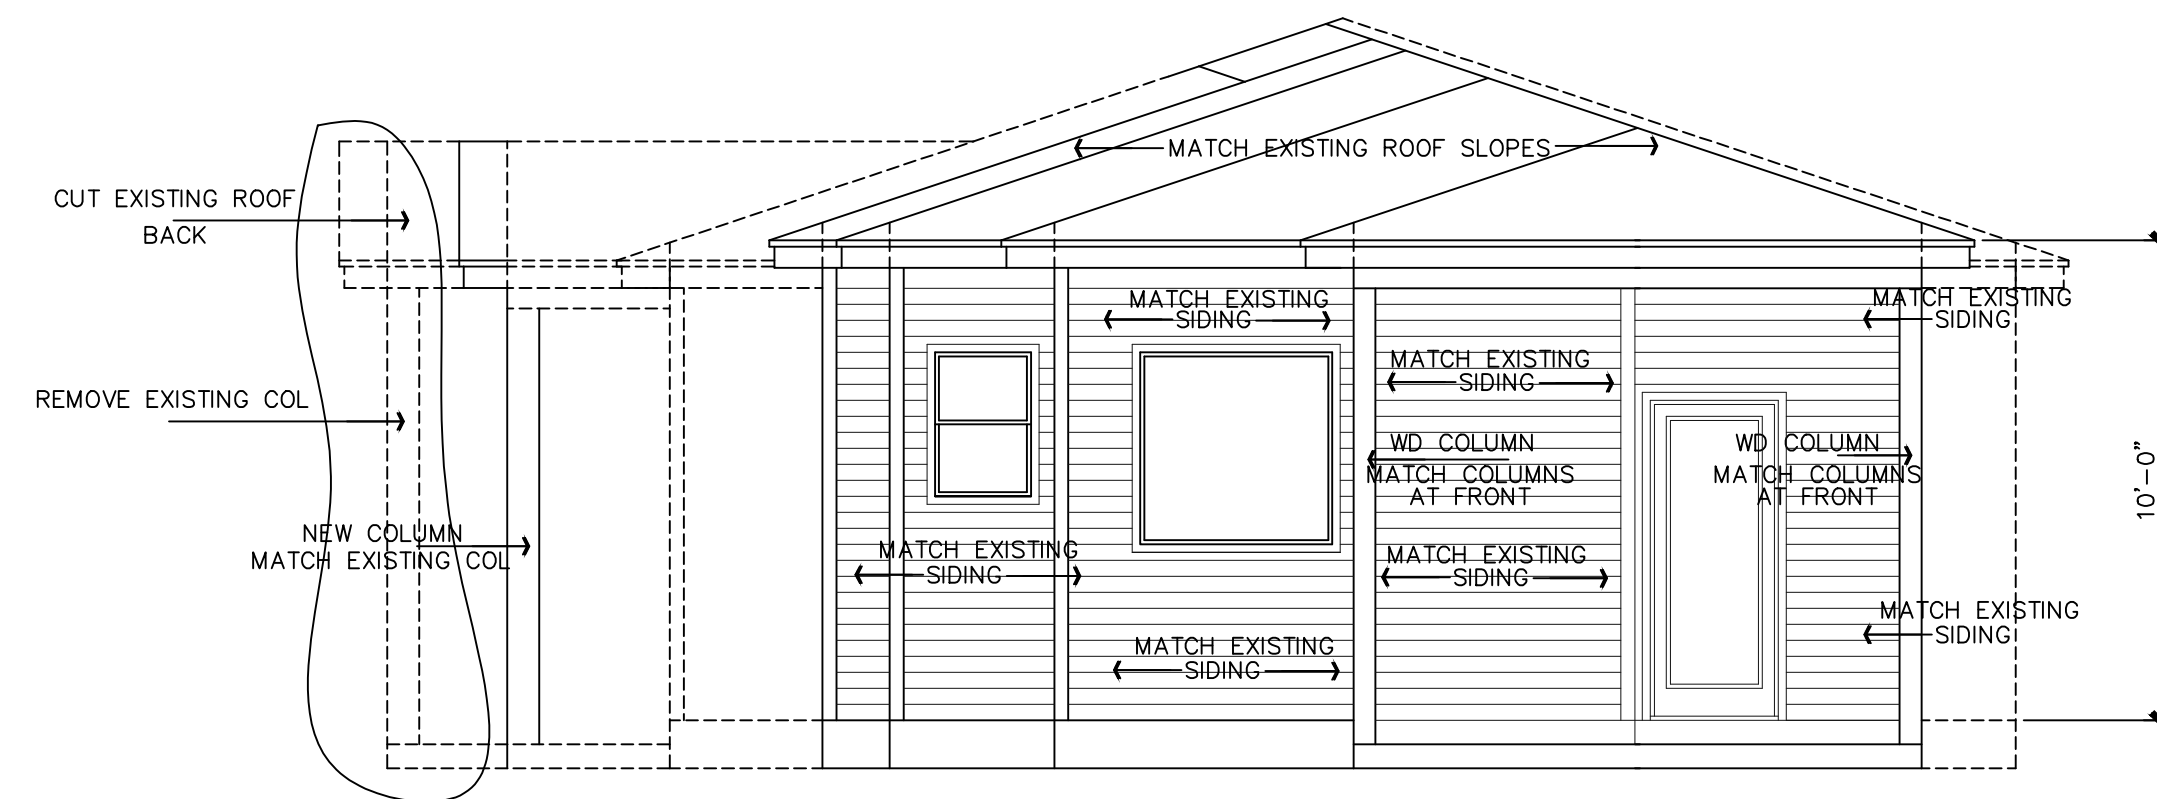 MATCH EXISTING ROOF SLOPES
CUT EXISTING ROOF
BACK
MATCH EXISTING
SIDING
MATCH EXISTING
SIDING
MATCH EXISTING
SIDING
REMOVE EXISTING COL
WD COLUMN
MATCH COLUMNS
AT FRONT
WD COLUMN
MATCH COLUMNS
AT FRONT
10'-0"
NEW COLUMN
MATCH EXISTING COL
MATCH EXISTING
SIDING
MATCH EXISTING
SIDING
MATCH EXISTING
SIDING
MATCH EXISTING
SIDING